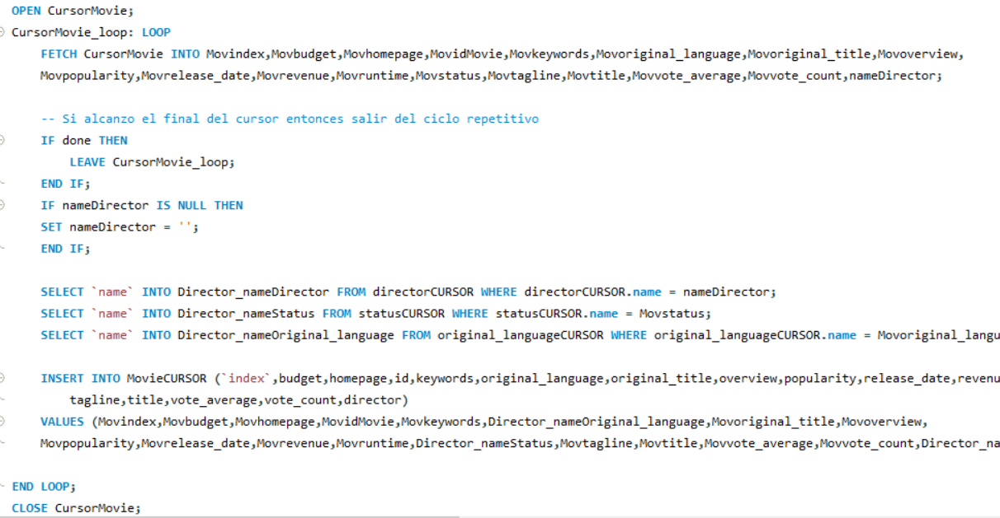 OPEN CursorMovie;
CursorMovie_loop: LOOP
FETCH CursorMovie INTO Movindex,Movbudget,Movhomepage,MovidMovie,Movkeywords,Movoriginal_language,Movoriginal_title,Movoverview,
Movpopularity,Movrelease_date,Movrevenue,Movruntime,Movstatus,Movtagline,Movtitle,Movvote_average,Movvote_count,nameDirector;
-- Si alcanzo el final del cursor entonces salir del ciclo repetitivo
IF done THEN
LEAVE CursorMovie_loop;
END IF;
IF nameDirector IS NULL THEN
SET nameDirector = '';
END IF;
SELECT `name` INTO Director_nameDirector FROM directorCURSOR WHERE directorCURSOR.name = nameDirector;
SELECT `name` INTO Director_nameStatus FROM statusCURSOR WHERE statusCURSOR.name = Movstatus;
SELECT `name` INTO Director_nameOriginal_language FROM original_languageCURSOR WHERE original_languageCURSOR.name = Movoriginal_langu
INSERT INTO MovieCURSOR (`index`,budget,homepage,id,keywords,original_language,original_title,overview,popularity,release_date,revenu
tagline,title,vote_average,vote_count,director)
VALUES (Movindex,Movbudget,Movhomepage,MovidMovie,Movkeywords,Director_nameOriginal_language,Movoriginal_title,Movoverview,
Movpopularity,Movrelease_date,Movrevenue,Movruntime,Director_nameStatus,Movtagline,Movtitle,Movvote_average,Movvote_count,Director_na
END LOOP;
CLOSE CursorMovie;